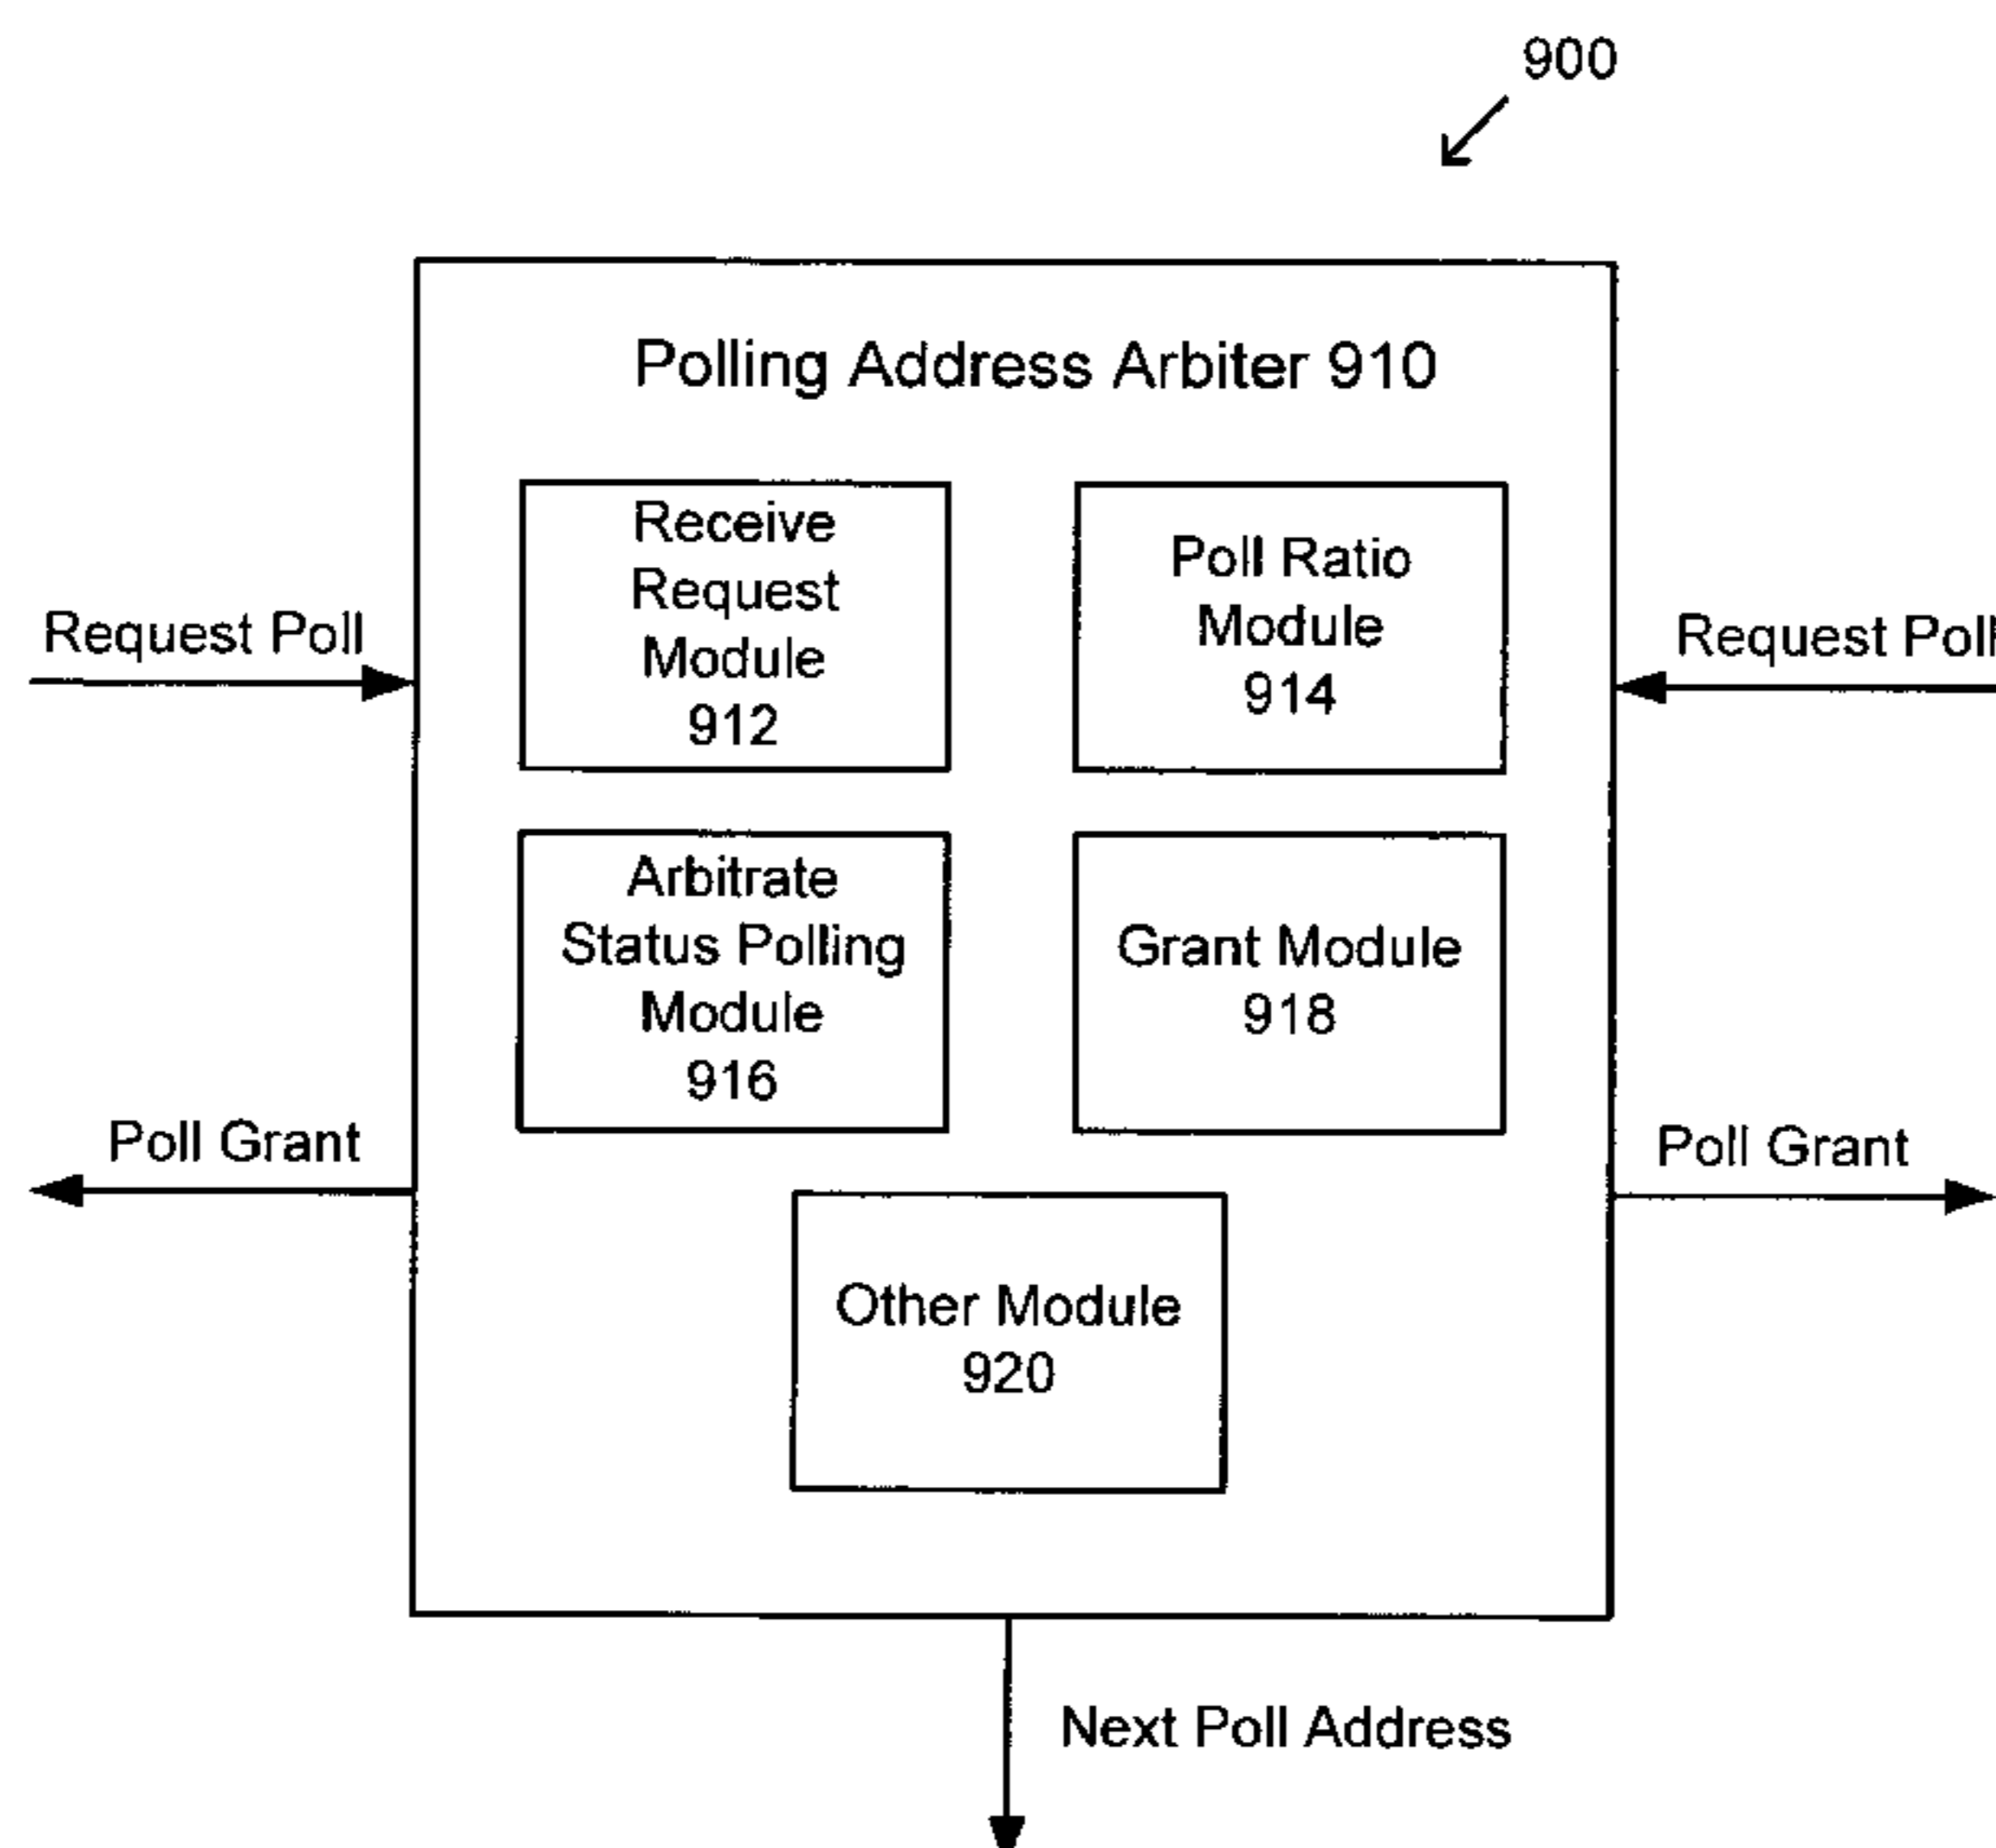 900
Polling Address Arbiter 910
Receive
Request
Module
912
Poll Ratio
Module
914
Request Poll
Request Poll
Arbitrate
Status Polling
Module
916
Grant Module
918
Poll Grant
Poll Grant
Other Module
920
Next Poll Address